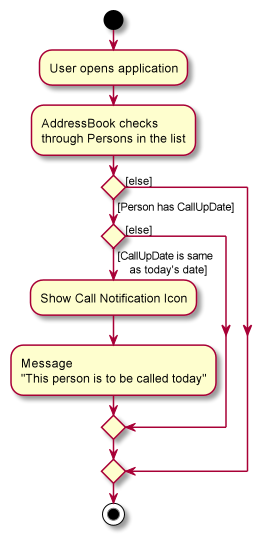 User opens application
AddressBook checks
through Persons in the list
[else]
[Person has CallUpDate]
[else]
[CallUpDate is same
as today's date]
Show Call Notification Icon
Message
"This person is to be called today"